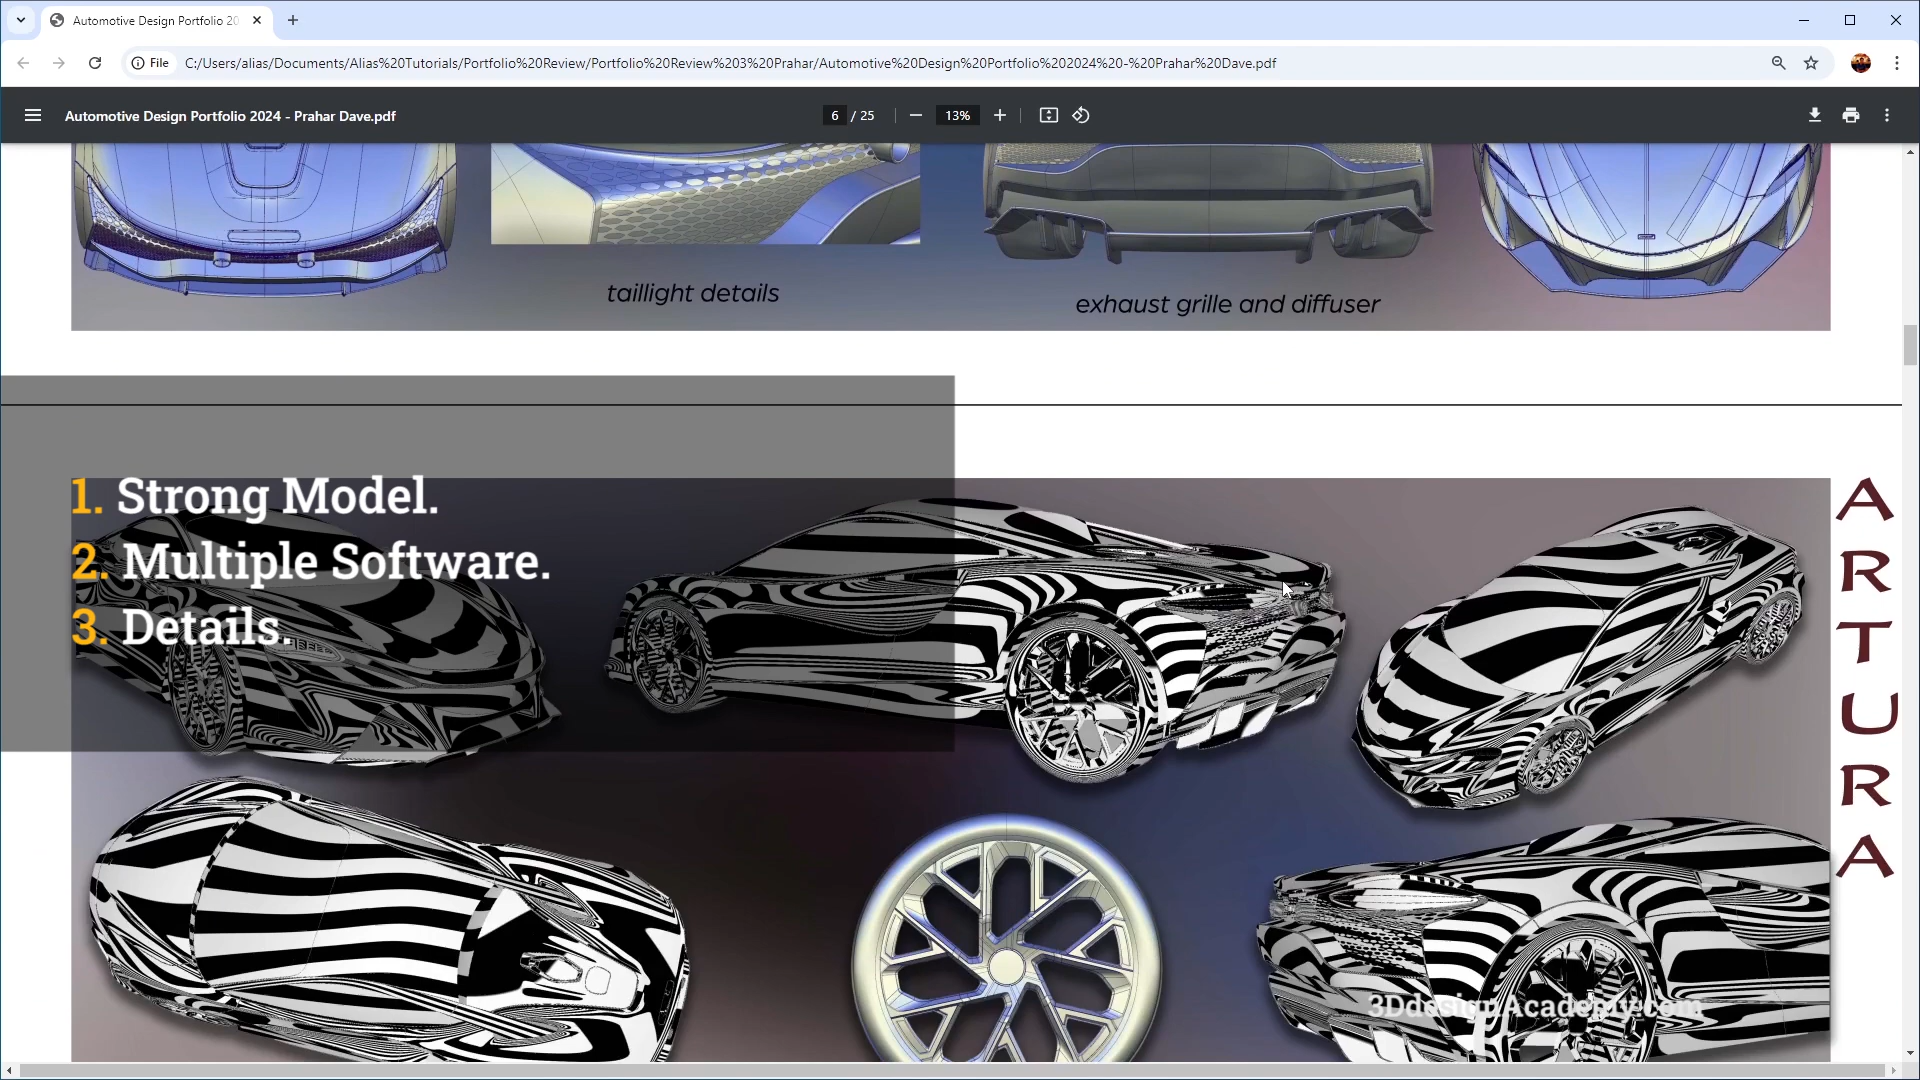 Automotive Design Portfolio 20
File
C:/Users/alias/Documents/Alias%20Tutorials/Portfolio%20Review/Portfolio%20Review%203%20Prahar/Automotive%20Design%20Portfolio%202024%20-%20Prahar%20Dave.pdf
Automotive Design Portfolio 2024 - Prahar Dave.pdf
6 / 25
13%
taillight details
exhaust grille and diffuser
1. Strong Model.
2. Multiple Software.
3. Details.
ARTURA
3DdesignAcademy.com